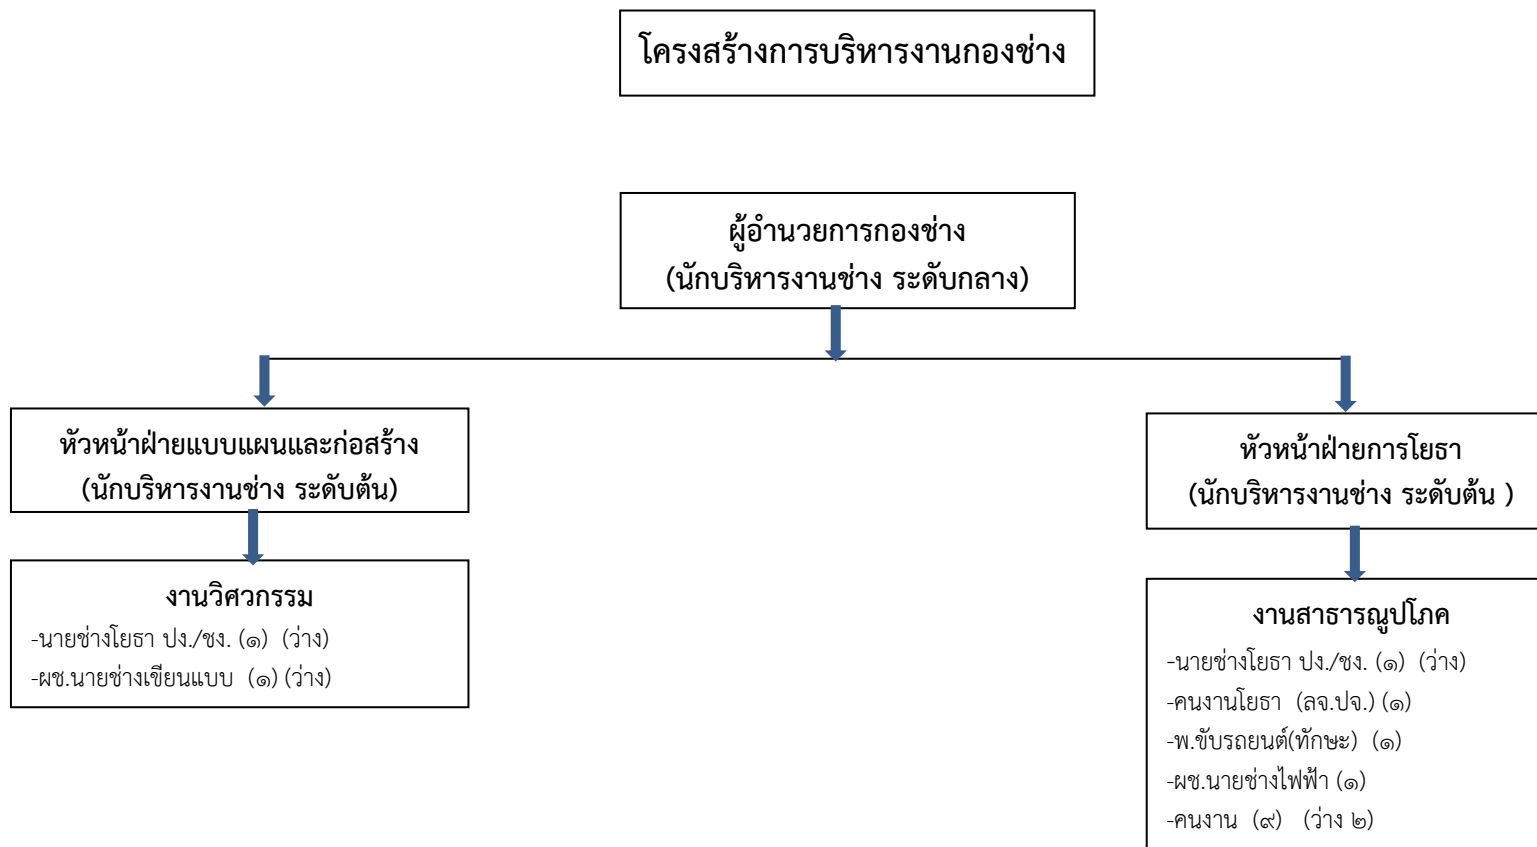 โครงสร้างการบริหารงานกองช่าง
ผู้อำนวยการกองช่าง
(นักบริหารงานช่าง ระดับกลาง)
หัวหน้าฝ่ายแบบแผนและก่อสร้าง
(นักบริหารงานช่าง ระดับต้น)
งานวิศวกรรม
-นายช่างโยธา ปง./ชง. (๑) (ว่าง)
-ผช.นายช่างเขียนแบบ (๑) (ว่าง)
หัวหน้าฝ่ายการโยธา
(นักบริหารงานช่าง ระดับต้น )
งานสาธารณูปโภค
-นายช่างโยธา ปง./ชง. (๑) (ว่าง)
-คนงานโยธา (ลจ.ปจ.) (๑)
-พ.ขับรถยนต์(ทักษะ) (๑)
-ผช.นายช่างไฟฟ้า (๑)
-คนงาน (๙) (ว่าง ๒)